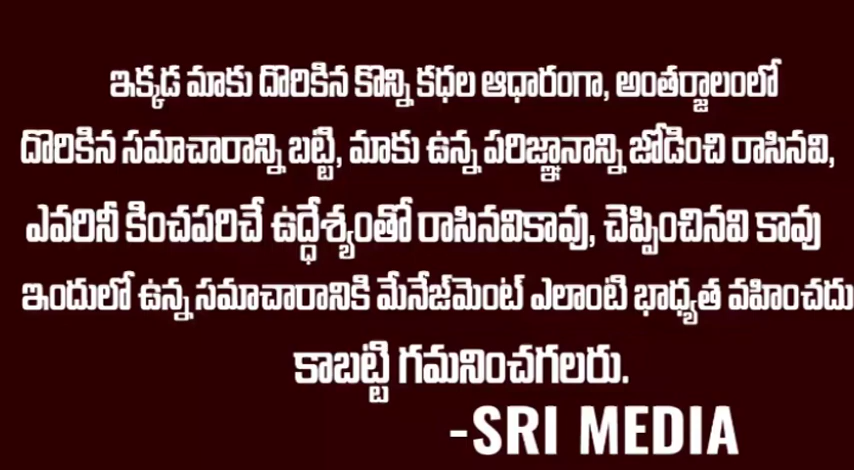 ఇక్కడ మాకు దొరికిన కొన్ని కధల ఆధారంగా, అంతర్జాలంలో
దొరికిన సమాచారాన్ని బట్టి, మాకు ఉన్న పరిజ్ఞానాన్ని జోడించి రాసినవి,
ఎవరినీ కించపరిచే ఉద్ధేశ్యంతో రాసినవికావు, చెప్పించినవి కావు
ఇందులో ఉన్న సమాచారానికి మేనేజ్‌మెంట్ ఎలాంటి భాధ్యత వహించదు
కాబట్టి గమనించగలరు.
-SRI MEDIA